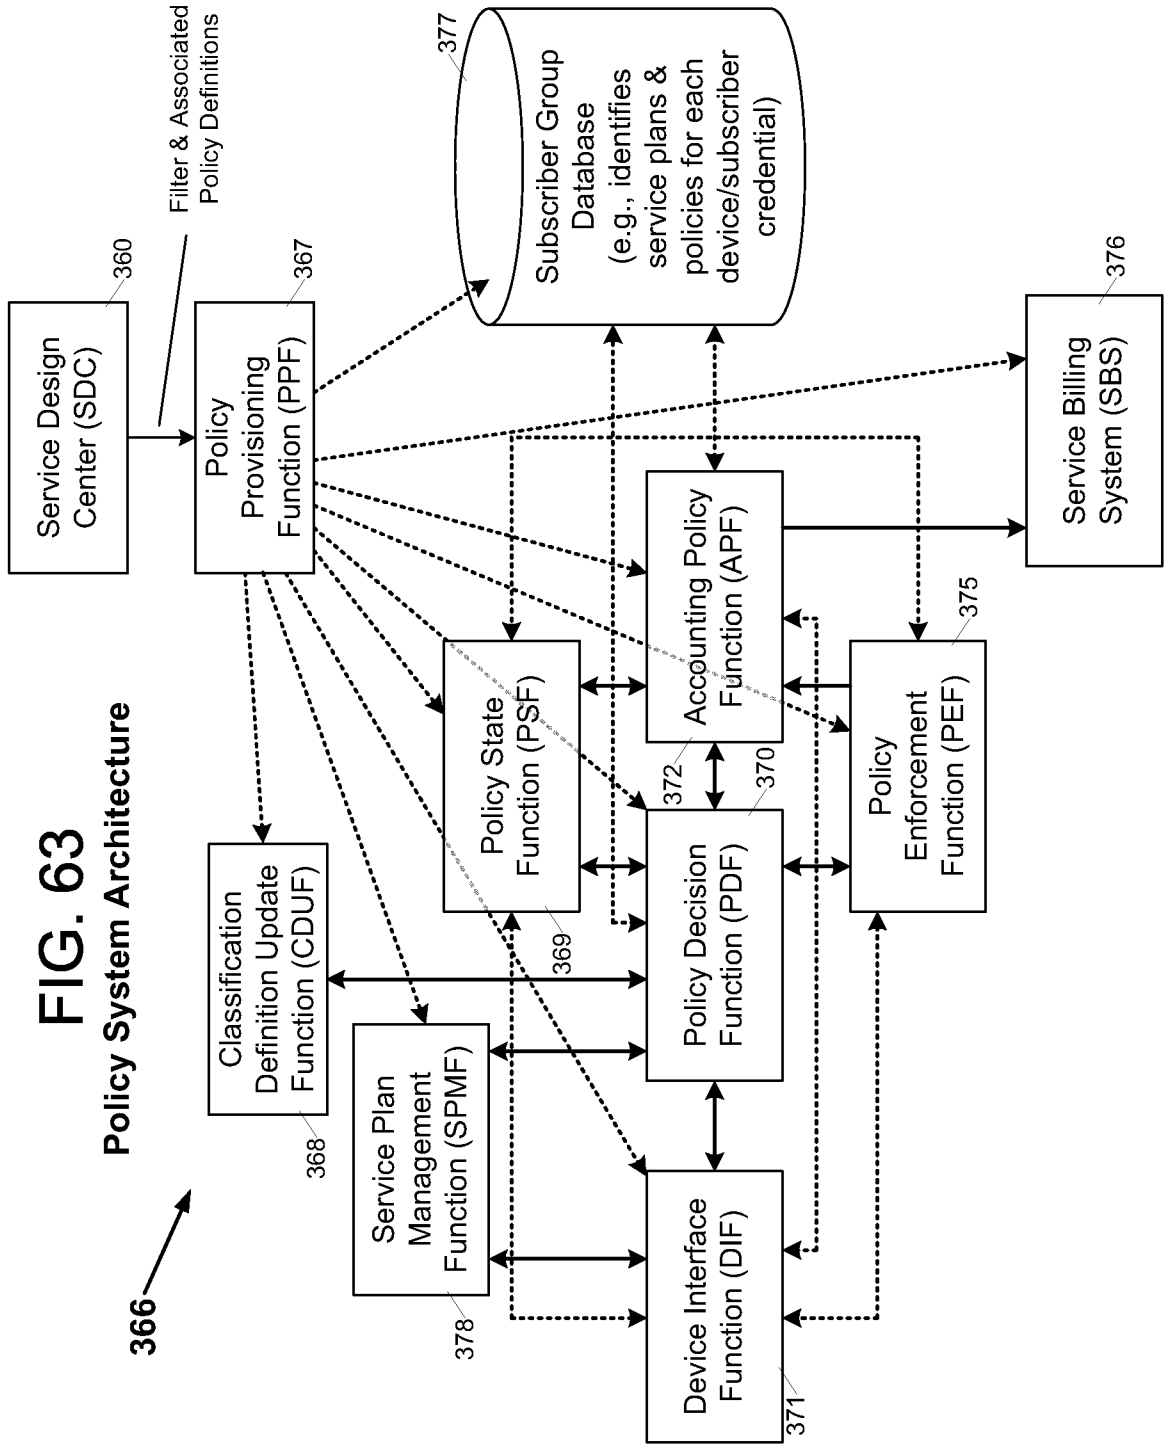 FIG. 63
Policy System Architecture
366
Service Design
Center (SDC)
360
Filter & Associated
Policy Definitions
Policy
Provisioning
Function (PPF)
367
Classification
Definition Update
Function (CDUF)
368
Service Plan
Management
Function (SPMF)
378
Policy State
Function (PSF)
369
Subscriber Group
Database
(e.g., identifies
service plans &
policies for each
device/subscriber
credential)
377
Device Interface
Function (DIF)
371
Policy Decision
Function (PDF)
370
Accounting Policy
Function (APF)
372
Policy
Enforcement
Function (PEF)
375
Service Billing
System (SBS)
376